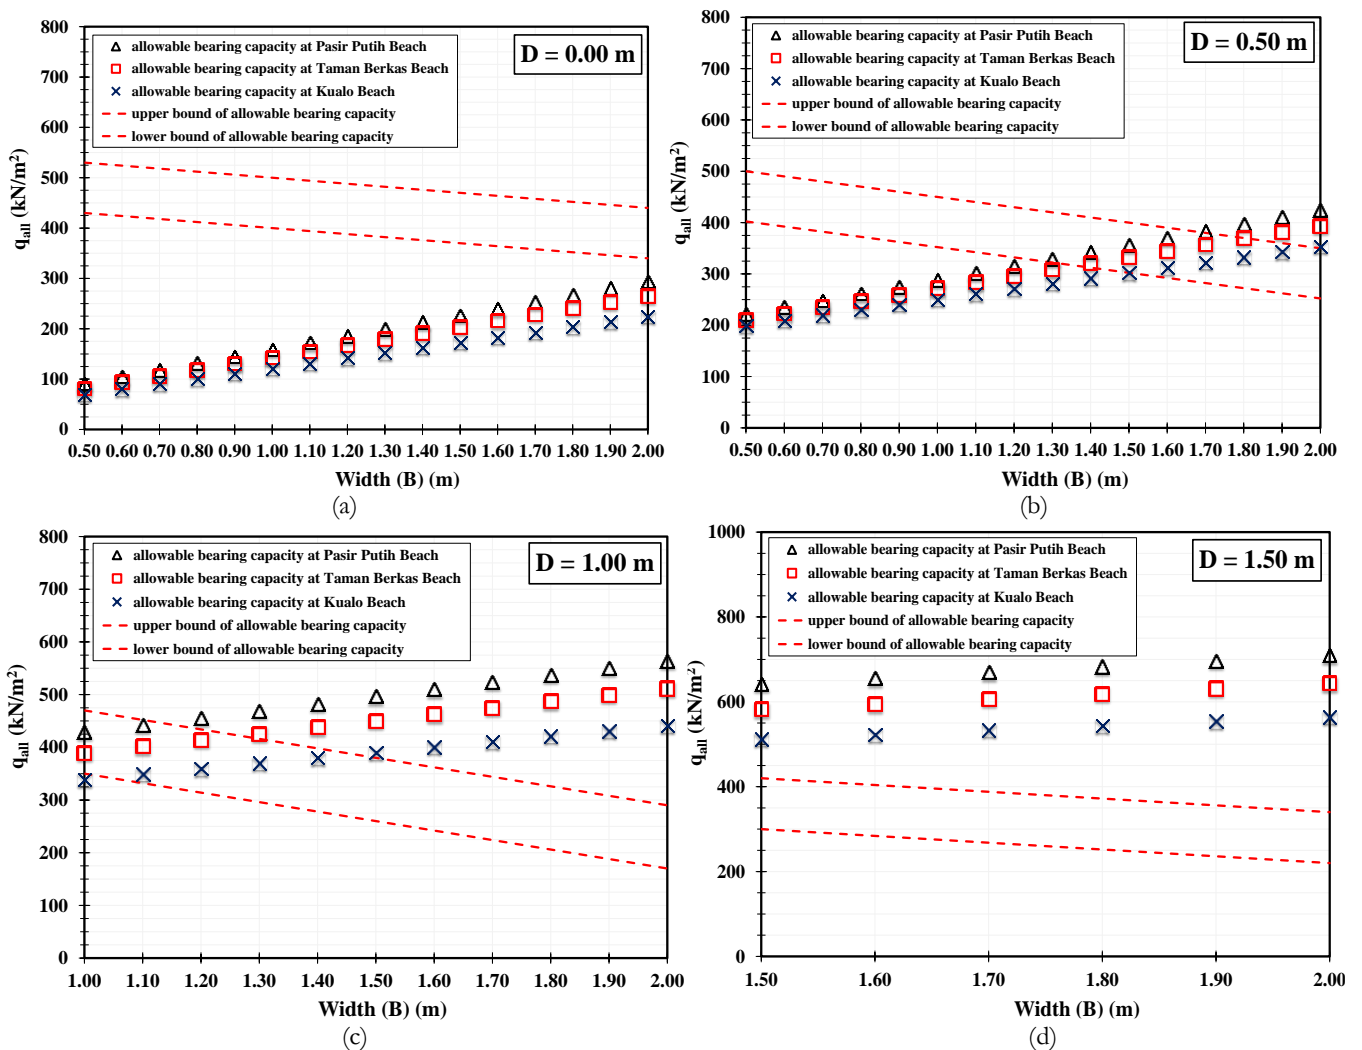 800
700
600
500
400
300
200
100
0
q_all (kN/m²)
allowable bearing capacity at Pasir Putih Beach
allowable bearing capacity at Taman Berkas Beach
allowable bearing capacity at Kualo Beach
upper bound of allowable bearing capacity
lower bound of allowable bearing capacity
D = 0.00 m
0.50 0.60 0.70 0.80 0.90 1.00 1.10 1.20 1.30 1.40 1.50 1.60 1.70 1.80 1.90 2.00
Width (B) (m)
(a)
800
700
600
500
400
300
200
100
0
q_all (kN/m²)
allowable bearing capacity at Pasir Putih Beach
allowable bearing capacity at Taman Berkas Beach
allowable bearing capacity at Kualo Beach
upper bound of allowable bearing capacity
lower bound of allowable bearing capacity
D = 0.50 m
0.50 0.60 0.70 0.80 0.90 1.00 1.10 1.20 1.30 1.40 1.50 1.60 1.70 1.80 1.90 2.00
Width (B) (m)
(b)
800
700
600
500
400
300
200
100
0
q_all (kN/m²)
allowable bearing capacity at Pasir Putih Beach
allowable bearing capacity at Taman Berkas Beach
allowable bearing capacity at Kualo Beach
upper bound of allowable bearing capacity
lower bound of allowable bearing capacity
D = 1.00 m
1.00 1.10 1.20 1.30 1.40 1.50 1.60 1.70 1.80 1.90 2.00
Width (B) (m)
(c)
1000
800
600
400
200
0
q_all (kN/m²)
allowable bearing capacity at Pasir Putih Beach
allowable bearing capacity at Taman Berkas Beach
allowable bearing capacity at Kualo Beach
upper bound of allowable bearing capacity
lower bound of allowable bearing capacity
D = 1.50 m
1.50 1.60 1.70 1.80 1.90 2.00
Width (B) (m)
(d)